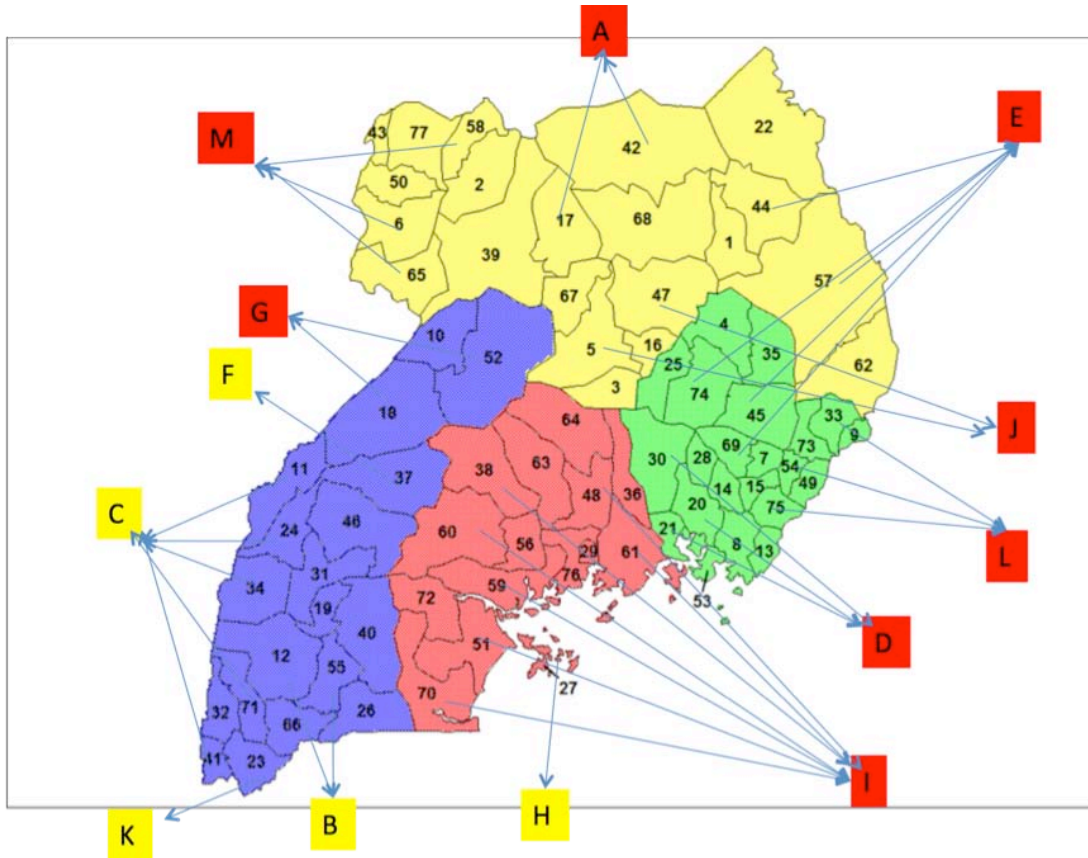 A
E
M
22
43 77 58
42
50 2
6 17 68 44
1
39
65 57
67 47
G
10 52 4
5 16 35
25 62
F 74
3
18 64 45 33 J
9
69 73
11 38 63 30 28 7 54
37 48 36 14 15 49
C 24 46 20 75
60 56 21 8 13 L
31 29 61
34 59 76
19 72 53
40 D
12 51
55 27
32 71 26 70
66
41 23 I
H
K B